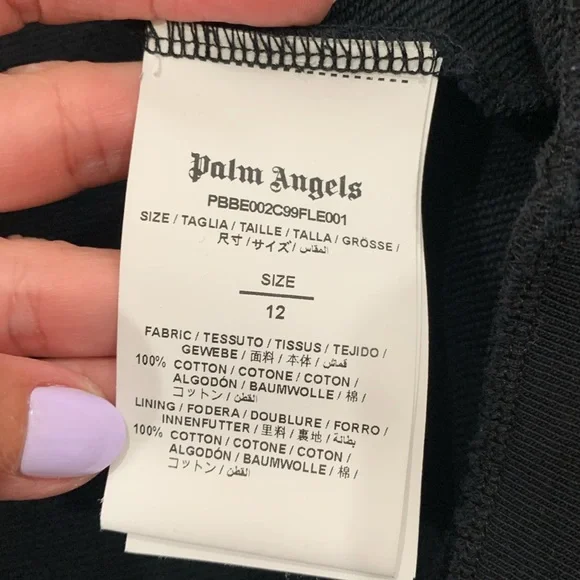 Palm Angels
PBBE002C99FLE001
SIZE / TAGLIA / TAILLE / TALLA / GRÖSSE /
尺寸 / サイズ / المقاس /
SIZE
12
FABRIC / TESSUTO / TISSUS / TEJIDO /
GEWEBE / 面料 / 本体 / قماش /
100% COTTON / COTONE / COTON /
ALGODÓN / BAUMWOLLE / 棉 /
コットン / القطن /
LINING / FODERA / DOUBLURE / FORRO /
INNENFUTTER / 里料 / 裏地 / بطانة /
100% COTTON / COTONE / COTON /
ALGODÓN / BAUMWOLLE / 棉 /
コットン / القطن /